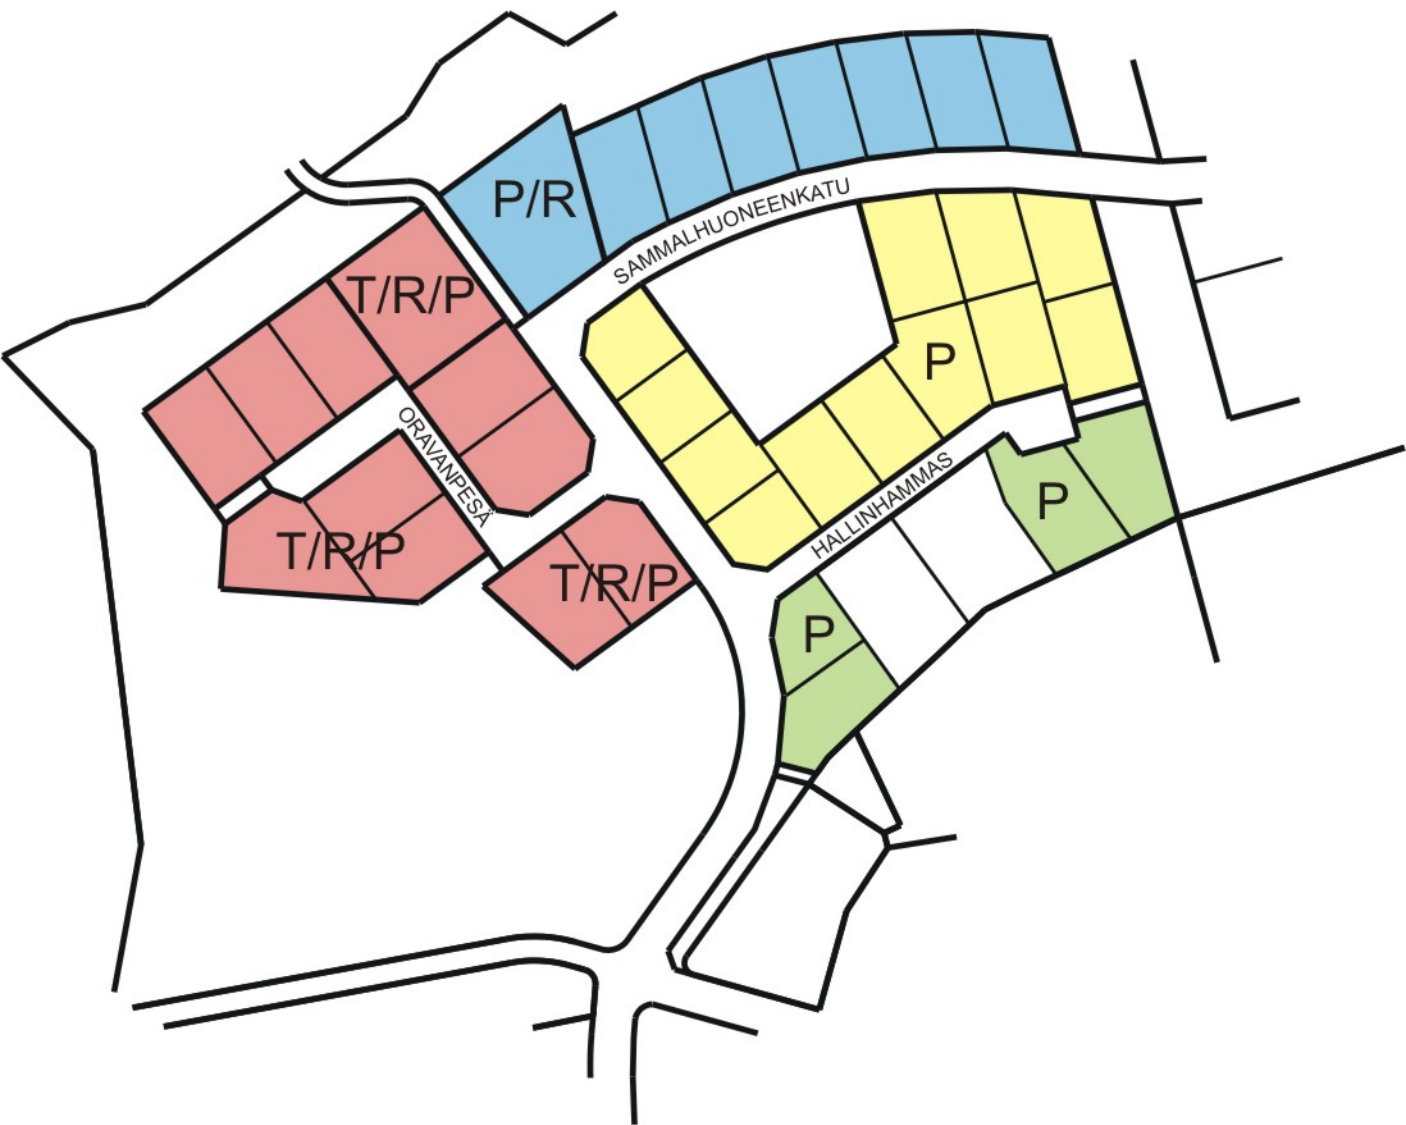 P/R
SAMMALHUONEENKATU
T/R/P
P
ORAVANPESÄ
HALLINHAMMAS
P
T/R/P
T/R/P
P